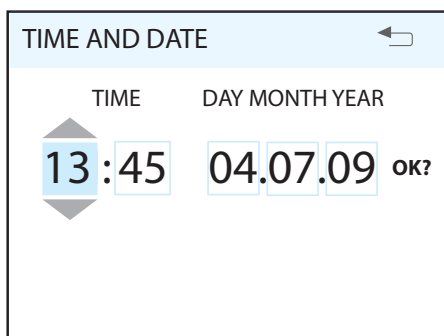 TIME AND DATE
TIME DAY MONTH YEAR
13 : 45 04.07.09 OK?